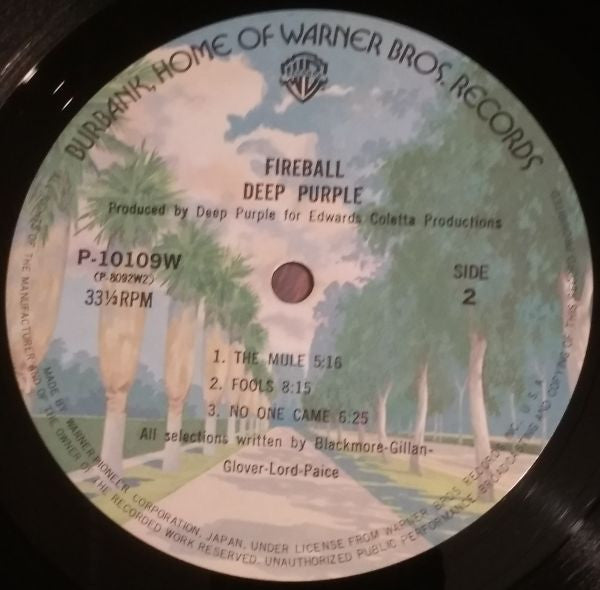 BURBANK, HOME OF WARNER BROS. RECORDS
FIREBALL
DEEP PURPLE
Produced by Deep Purple for Edwards Coletta Productions
P-10109W
(P-8092W2)
33⅓RPM
SIDE
2
1. THE MULE 5:16
2. FOOLS 8:15
3. NO ONE CAME 6:25
All selections written by Blackmore-Gillan-
Glover-Lord-Paice
MADE BY WARNER-PIONEER CORPORATION, JAPAN, UNDER LICENSE FROM WARNER BROS RECORDS INC. U.S.A.
OF THE MANUFACTURER AND OF THE OWNER OF THE RECORDED WORK RESERVED. UNAUTHORIZED PUBLIC PERFORMANCE, BROADCASTING AND COPYING OF THIS